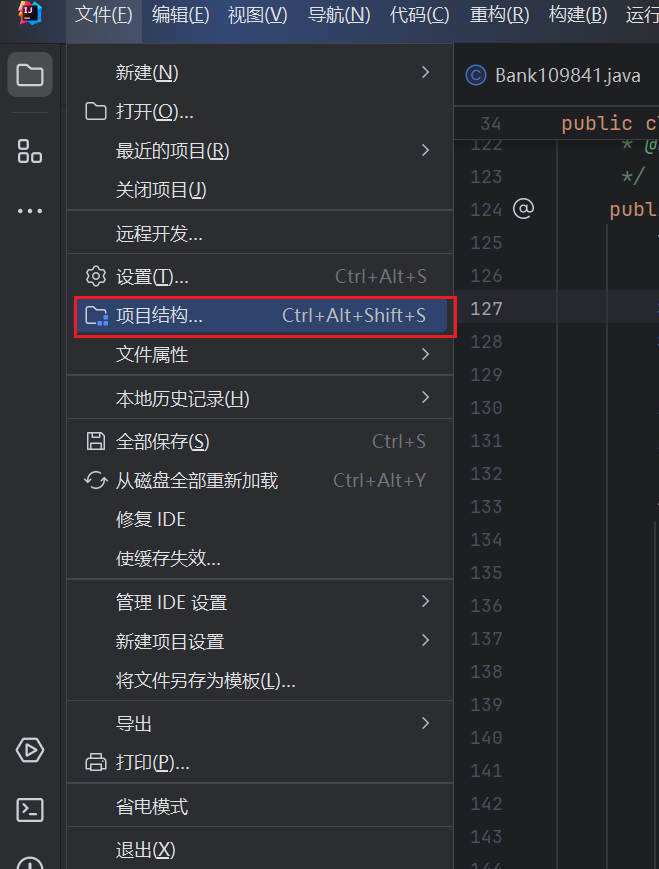 文件(F) 编辑(E) 视图(V) 导航(N) 代码(C) 重构(R) 构建(B) 运行
新建(N)
打开(O)...
最近的项目(R)
关闭项目(J)
远程开发...
设置(T)... Ctrl+Alt+S
项目结构... Ctrl+Alt+Shift+S
文件属性
本地历史记录(H)
全部保存(S) Ctrl+S
从磁盘全部重新加载 Ctrl+Alt+Y
修复 IDE
使缓存失效...
管理 IDE 设置
新建项目设置
将文件另存为模板(L)...
导出
打印(P)...
省电模式
退出(X)
Bank109841.java
34 public c
122 * @
123 */
124 @ publ
125
126
127
128
129
130
131
132
133
134
135
136
137
138
139
140
141
142
143
144